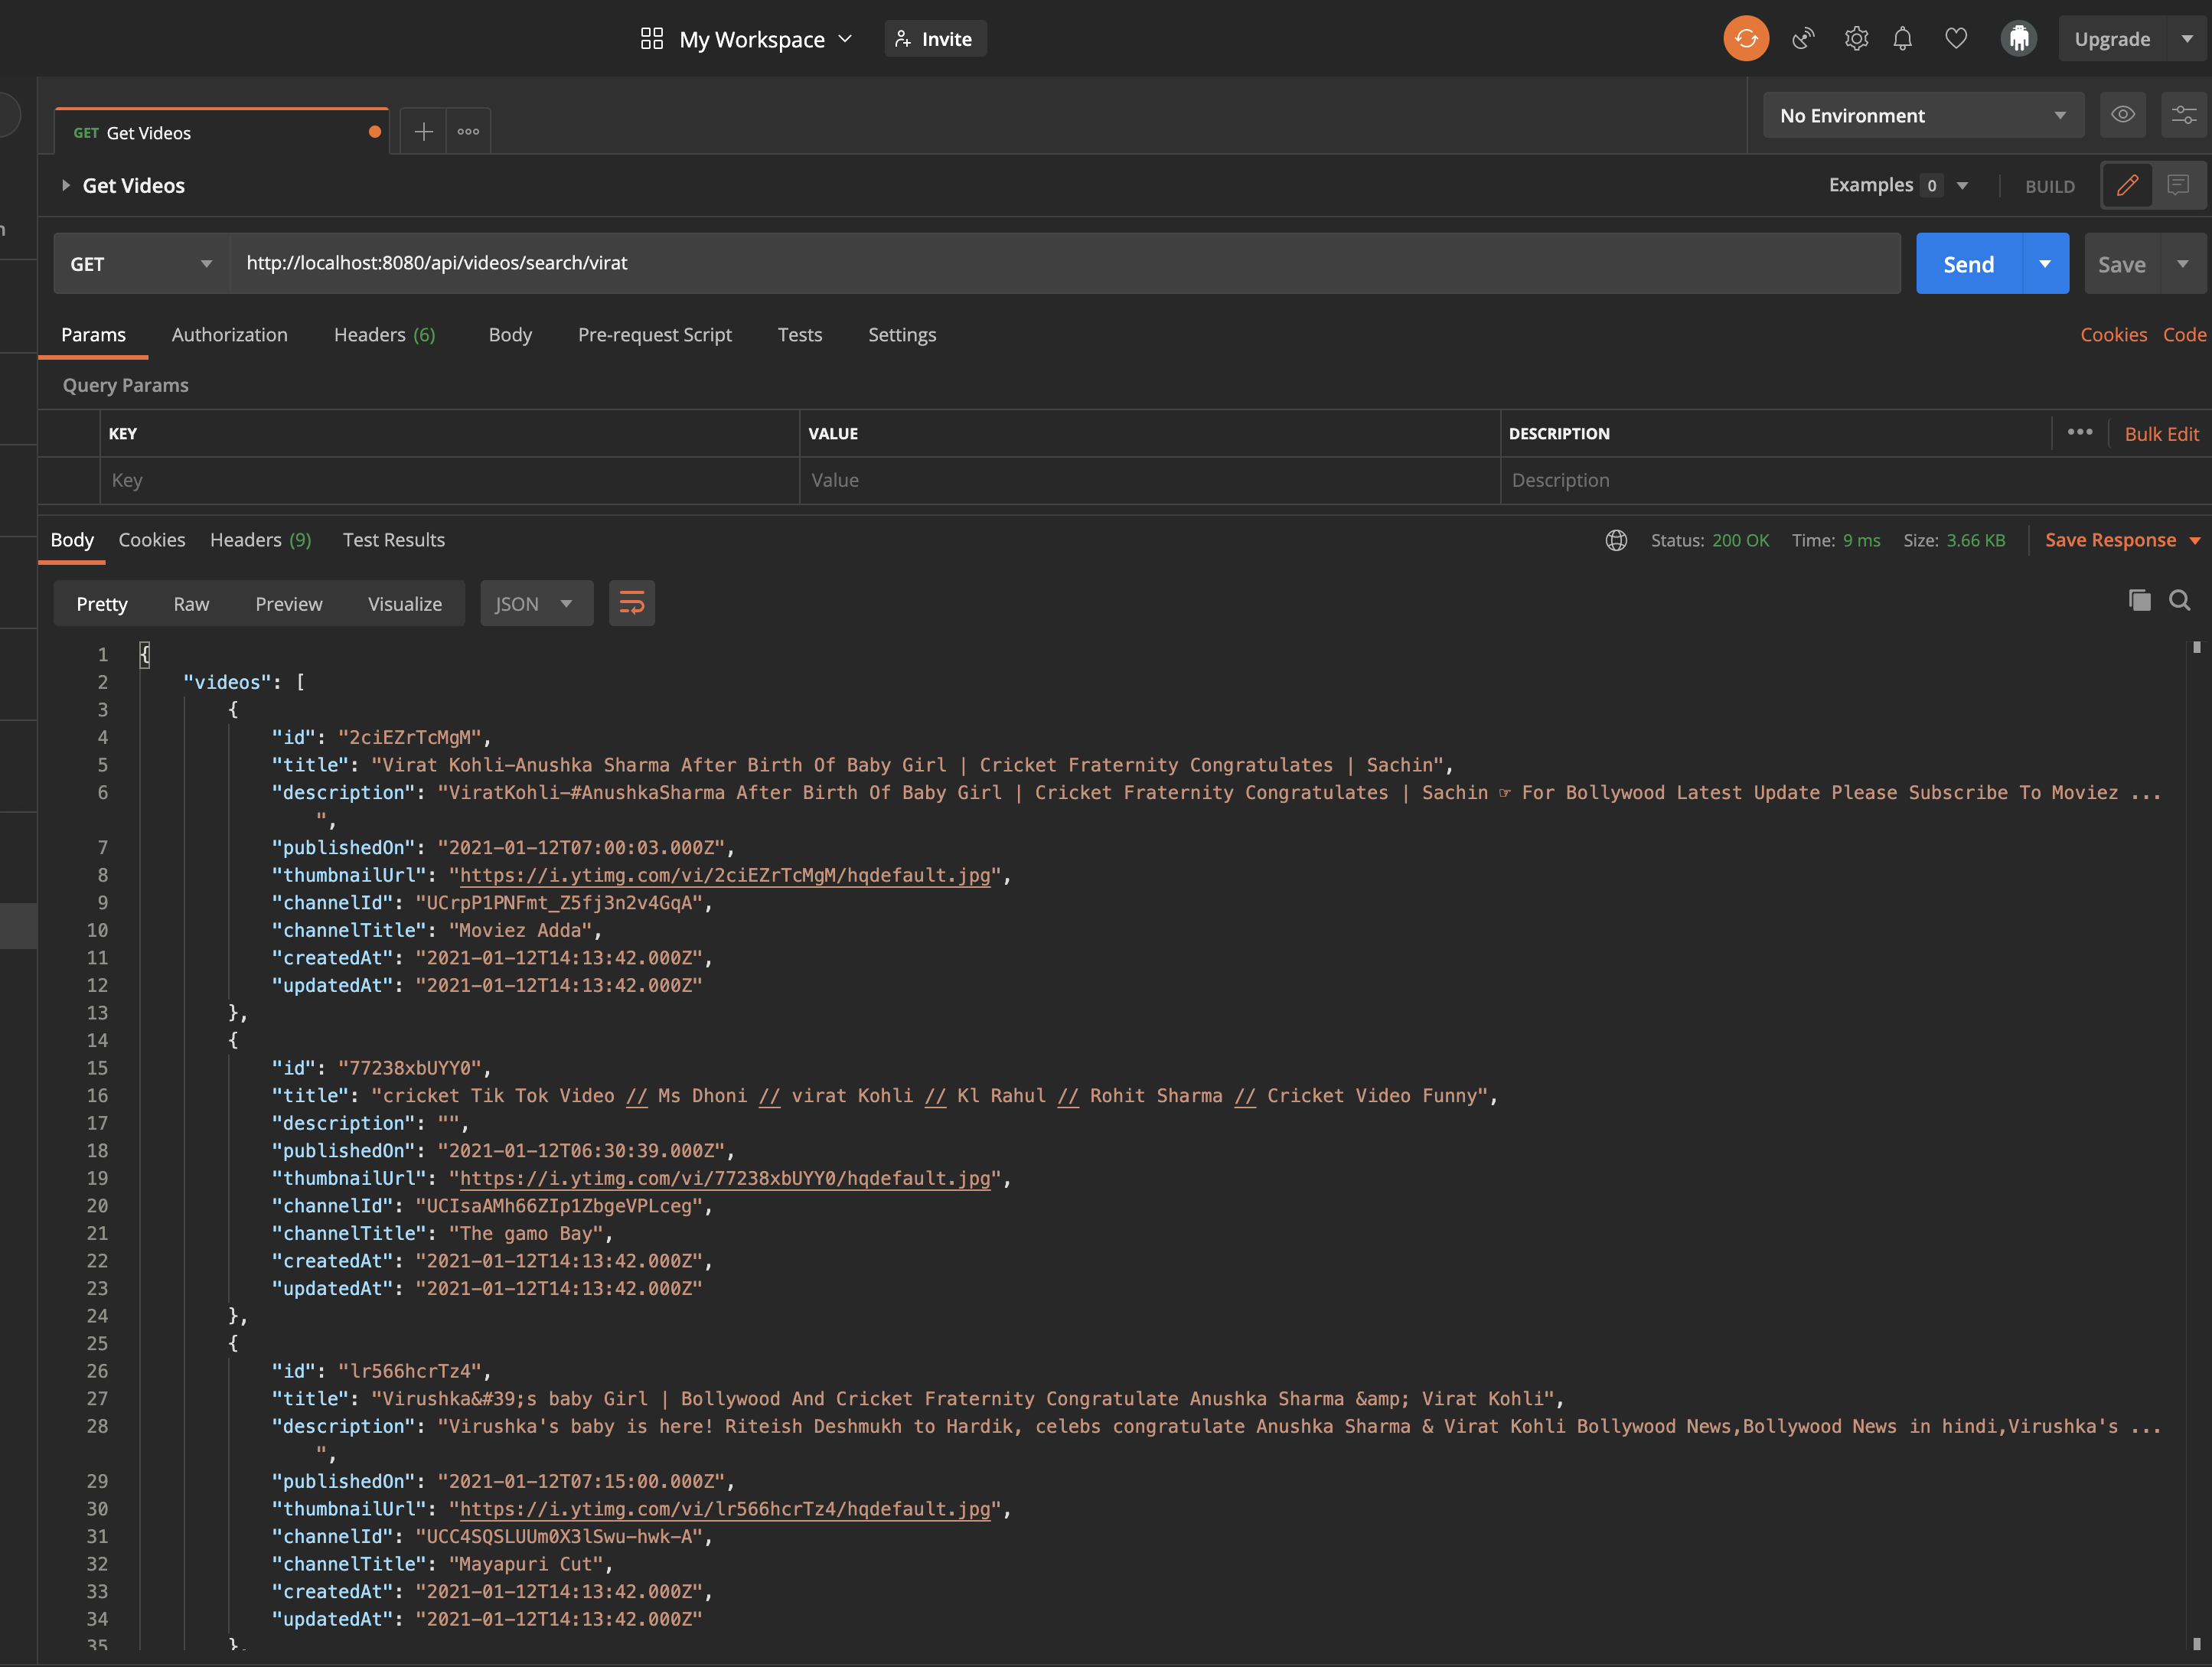 My Workspace Invite Upgrade
GET Get Videos No Environment
Get Videos Examples 0 BUILD
GET http://localhost:8080/api/videos/search/virat Send Save
Params Authorization Headers (6) Body Pre-request Script Tests Settings Cookies Code
Query Params
KEY VALUE DESCRIPTION Bulk Edit
Key Value Description
Body Cookies Headers (9) Test Results Status: 200 OK Time: 9 ms Size: 3.66 KB Save Response
Pretty Raw Preview Visualize JSON
1 {
2 "videos": [
3 {
4 "id": "2ciEZrTcMgM",
5 "title": "Virat Kohli-Anushka Sharma After Birth Of Baby Girl | Cricket Fraternity Congratulates | Sachin",
6 "description": "ViratKohli-#AnushkaSharma After Birth Of Baby Girl | Cricket Fraternity Congratulates | Sachin ☞ For Bollywood Latest Update Please Subscribe To Moviez ...
",
7 "publishedOn": "2021-01-12T07:00:03.000Z",
8 "thumbnailUrl": "https://i.ytimg.com/vi/2ciEZrTcMgM/hqdefault.jpg",
9 "channelId": "UCrpP1PNFmt_Z5fj3n2v4GqA",
10 "channelTitle": "Moviez Adda",
11 "createdAt": "2021-01-12T14:13:42.000Z",
12 "updatedAt": "2021-01-12T14:13:42.000Z"
13 },
14 {
15 "id": "77238xbUYY0",
16 "title": "cricket Tik Tok Video // Ms Dhoni // virat Kohli // Kl Rahul // Rohit Sharma // Cricket Video Funny",
17 "description": "",
18 "publishedOn": "2021-01-12T06:30:39.000Z",
19 "thumbnailUrl": "https://i.ytimg.com/vi/77238xbUYY0/hqdefault.jpg",
20 "channelId": "UCIsaAMh66ZIp1ZbgeVPLceg",
21 "channelTitle": "The gamo Bay",
22 "createdAt": "2021-01-12T14:13:42.000Z",
23 "updatedAt": "2021-01-12T14:13:42.000Z"
24 },
25 {
26 "id": "lr566hcrTz4",
27 "title": "Virushka&#39;s baby Girl | Bollywood And Cricket Fraternity Congratulate Anushka Sharma &amp; Virat Kohli",
28 "description": "Virushka's baby is here! Riteish Deshmukh to Hardik, celebs congratulate Anushka Sharma & Virat Kohli Bollywood News,Bollywood News in hindi,Virushka's ...
",
29 "publishedOn": "2021-01-12T07:15:00.000Z",
30 "thumbnailUrl": "https://i.ytimg.com/vi/lr566hcrTz4/hqdefault.jpg",
31 "channelId": "UCC4SQSLUUm0X3lSwu-hwk-A",
32 "channelTitle": "Mayapuri Cut",
33 "createdAt": "2021-01-12T14:13:42.000Z",
34 "updatedAt": "2021-01-12T14:13:42.000Z"
35 },